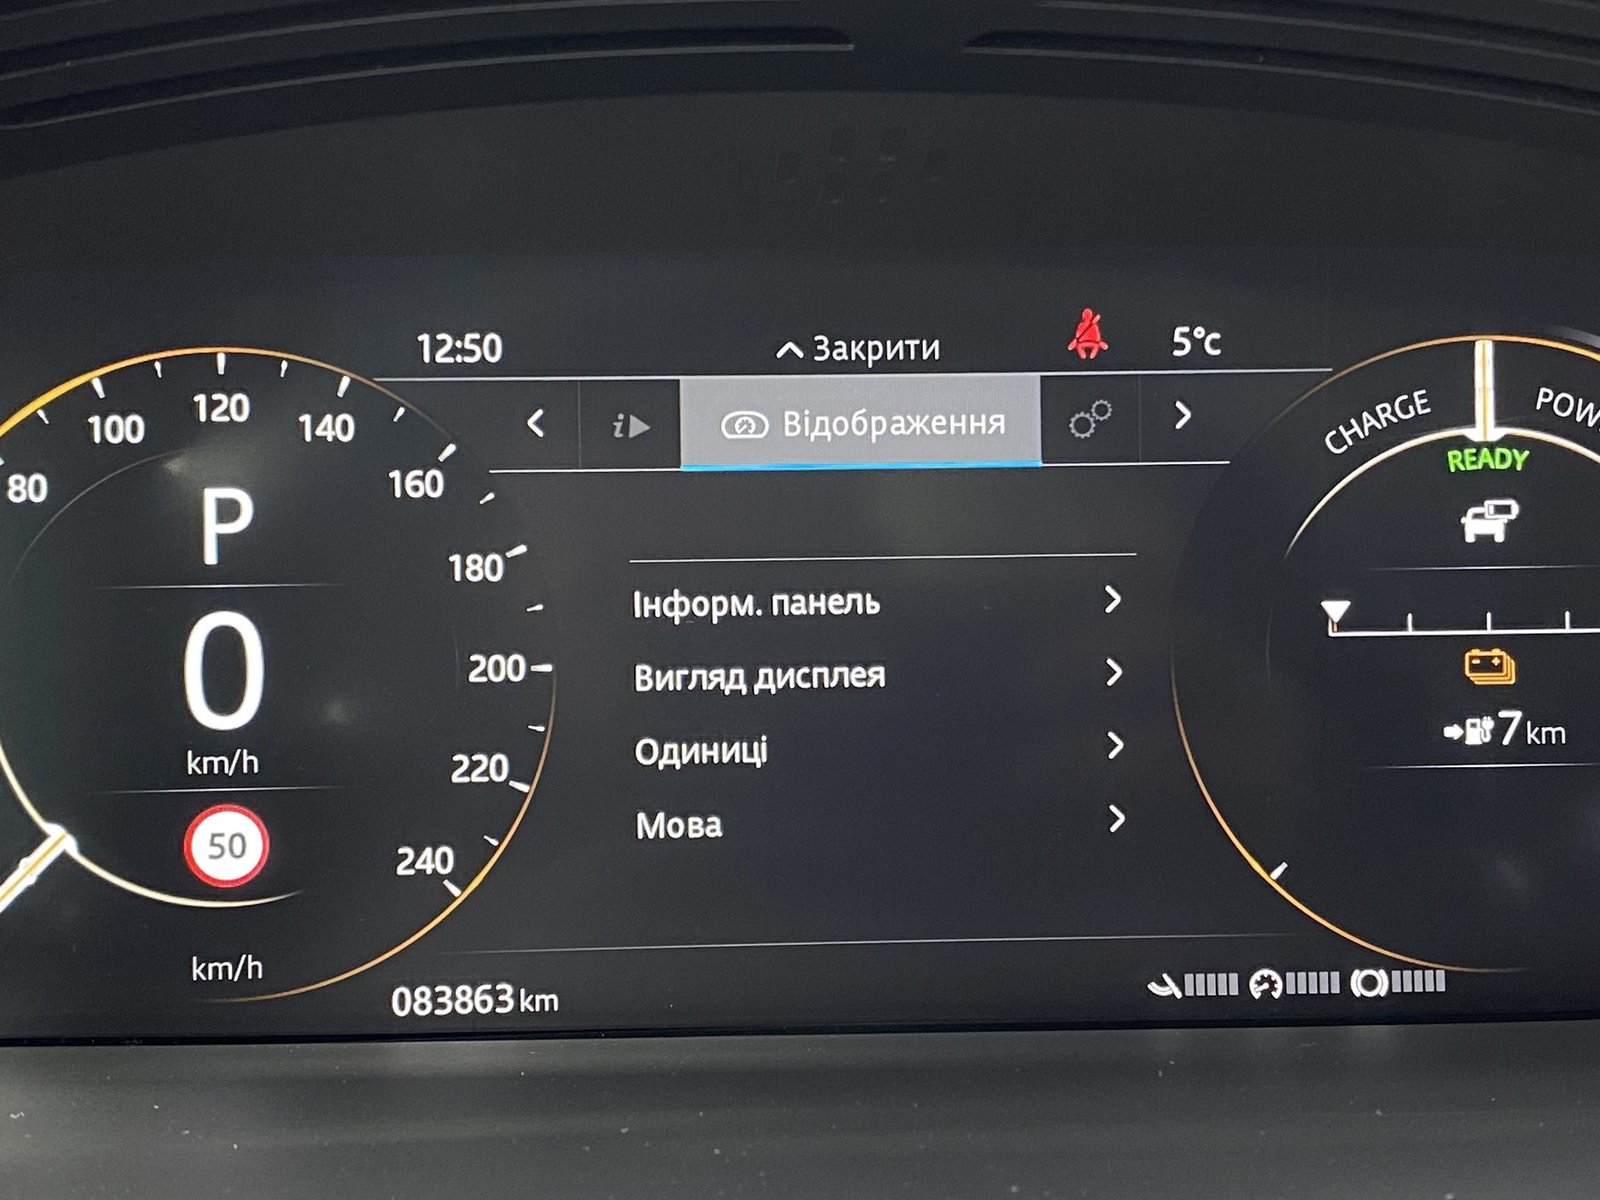 12:50
Закрити
5°c
Відображення
80
100
120
140
160
180
200
220
240
P
0
km/h
50
km/h
Інформ. панель
Вигляд дисплея
Одиниці
Мова
CHARGE
POW
READY
7 km
083863 km